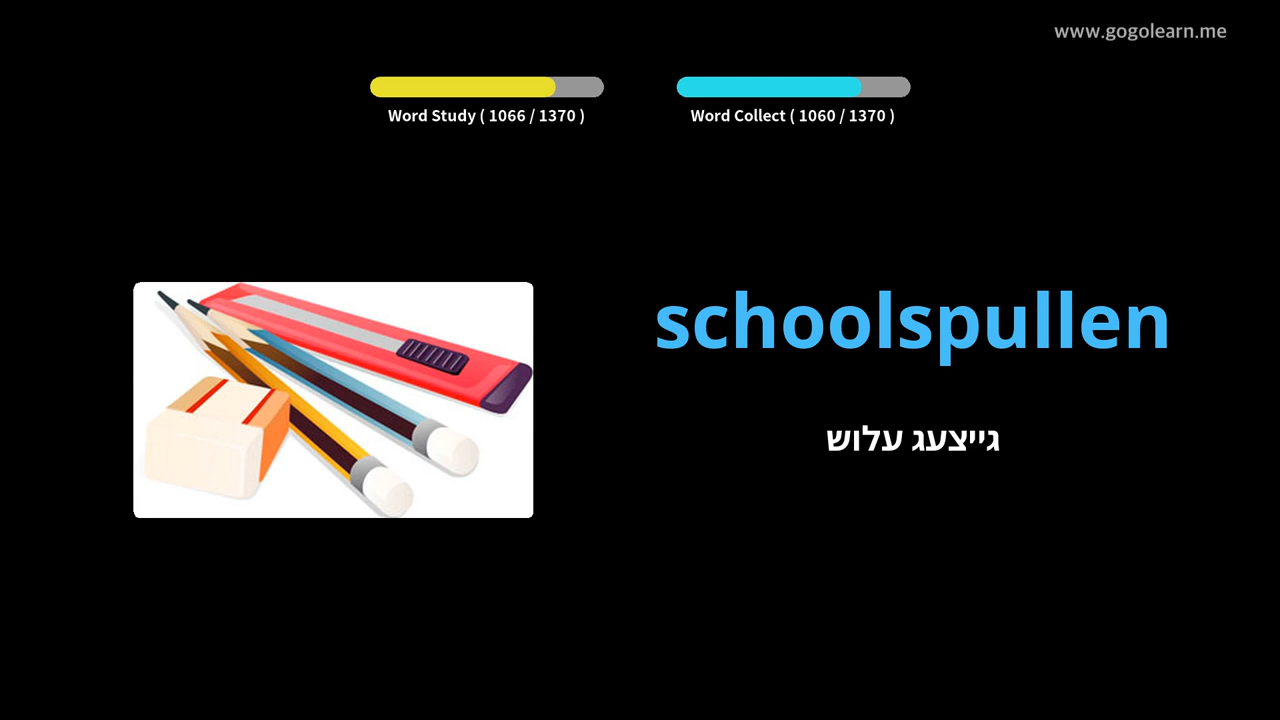 www.gogolearn.me
Word Study ( 1066 / 1370 )
Word Collect ( 1060 / 1370 )
schoolspullen
גייצעג עלוש